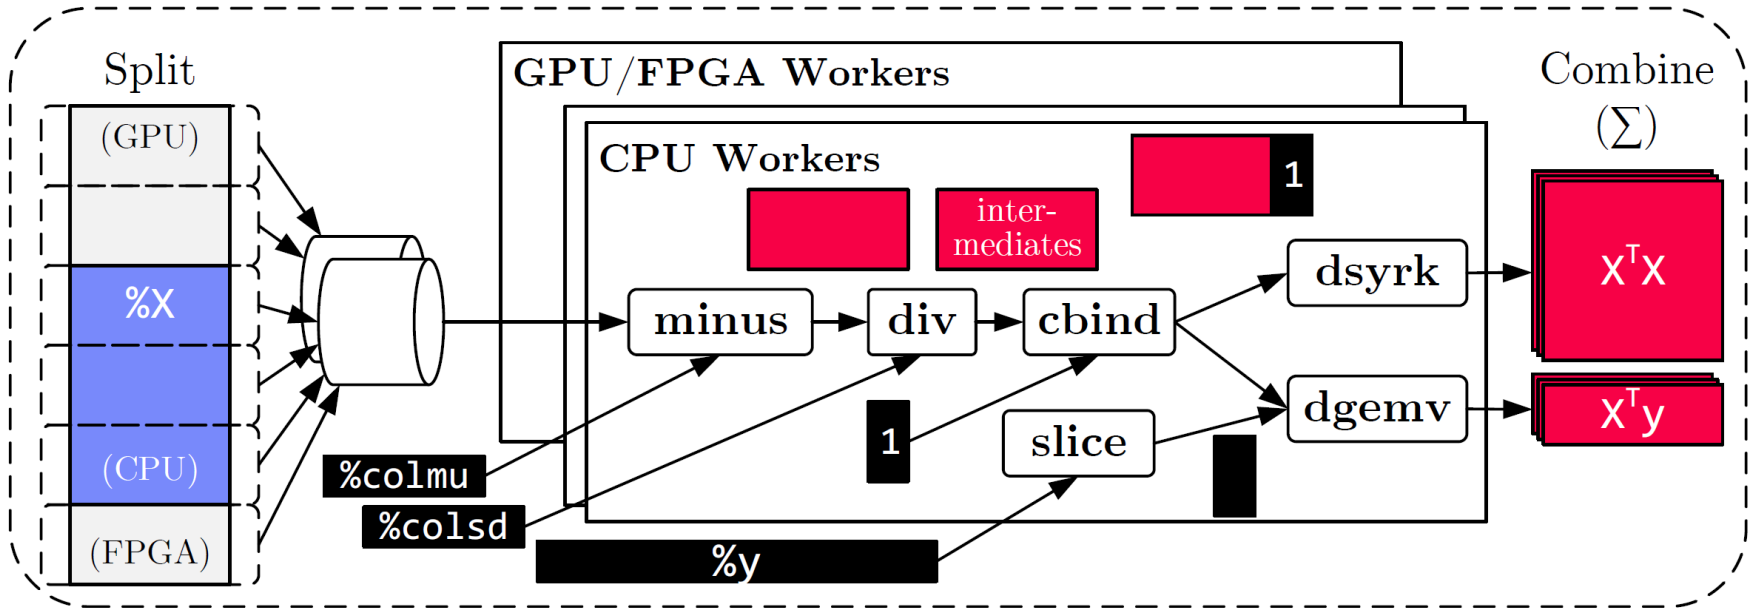 Split
(GPU)
%X
(CPU)
(FPGA)
GPU/FPGA Workers
CPU Workers
inter-
mediates
1
minus
div
cbind
dsyrk
dgemv
slice
1
%colmu
%colsd
%y
Combine
(∑)
XᵀX
Xᵀy